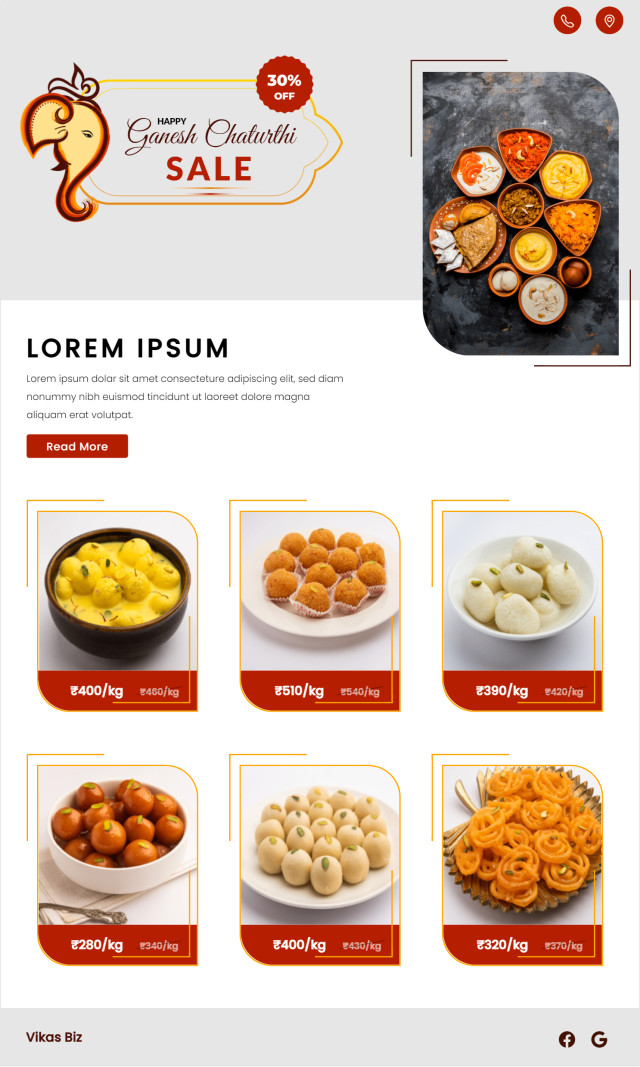 30%
OFF
HAPPY
Ganesh Chaturthi
SALE
LOREM IPSUM
Lorem ipsum dolar sit amet consecteture adipiscing elit, sed diam
nonummy nibh euismod tincidunt ut laoreet dolore magna
aliquam erat volutpat.
Read More
₹400/kg ₹460/kg
₹510/kg ₹540/kg
₹390/kg ₹420/kg
₹280/kg ₹340/kg
₹400/kg ₹430/kg
₹320/kg ₹370/kg
Vikas Biz